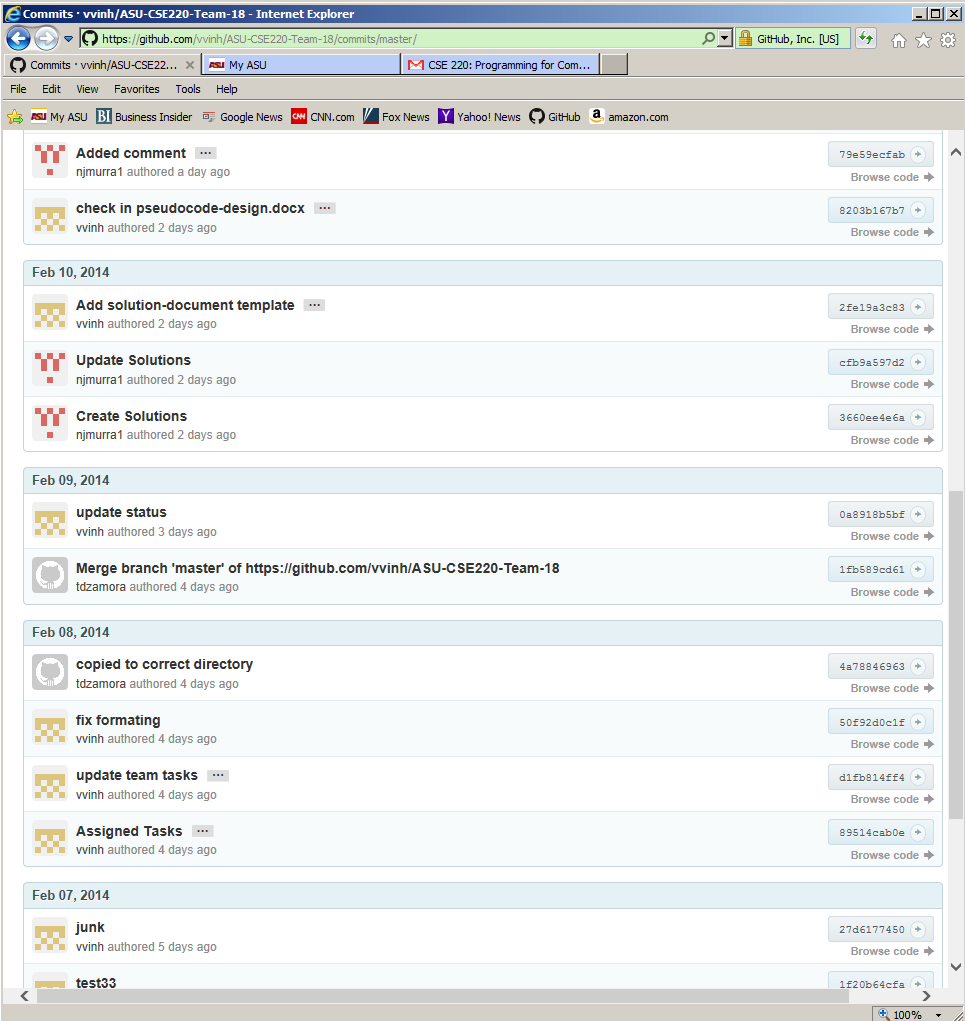 Commits · vvinh/ASU-CSE220-Team-18 - Internet Explorer
https://github.com/vvinh/ASU-CSE220-Team-18/commits/master/
GitHub, Inc. [US]
Commits · vvinh/ASU-CSE22...
ASU My ASU
CSE 220: Programming for Com...
File Edit View Favorites Tools Help
ASU My ASU BI Business Insider Google News CNN CNN.com Fox News Y Yahoo! News GitHub a amazon.com
Added comment ...
79e59ecfab
njmurra1 authored a day ago
Browse code
check in pseudocode-design.docx ...
8203b167b7
vvinh authored 2 days ago
Browse code
Feb 10, 2014
Add solution-document template ...
2fe19a3c83
vvinh authored 2 days ago
Browse code
Update Solutions
cfb9a597d2
njmurra1 authored 2 days ago
Browse code
Create Solutions
3660ee4e6a
njmurra1 authored 2 days ago
Browse code
Feb 09, 2014
update status
0a8918b5bf
vvinh authored 3 days ago
Browse code
Merge branch 'master' of https://github.com/vvinh/ASU-CSE220-Team-18
1fb589cd61
tdzamora authored 4 days ago
Browse code
Feb 08, 2014
copied to correct directory
4a78846963
tdzamora authored 4 days ago
Browse code
fix formating
50f92d0c1f
vvinh authored 4 days ago
Browse code
update team tasks ...
d1fb814ff4
vvinh authored 4 days ago
Browse code
Assigned Tasks ...
89514cab0e
vvinh authored 4 days ago
Browse code
Feb 07, 2014
junk
27d6177450
vvinh authored 5 days ago
Browse code
test33
1f20b64cfa
100%